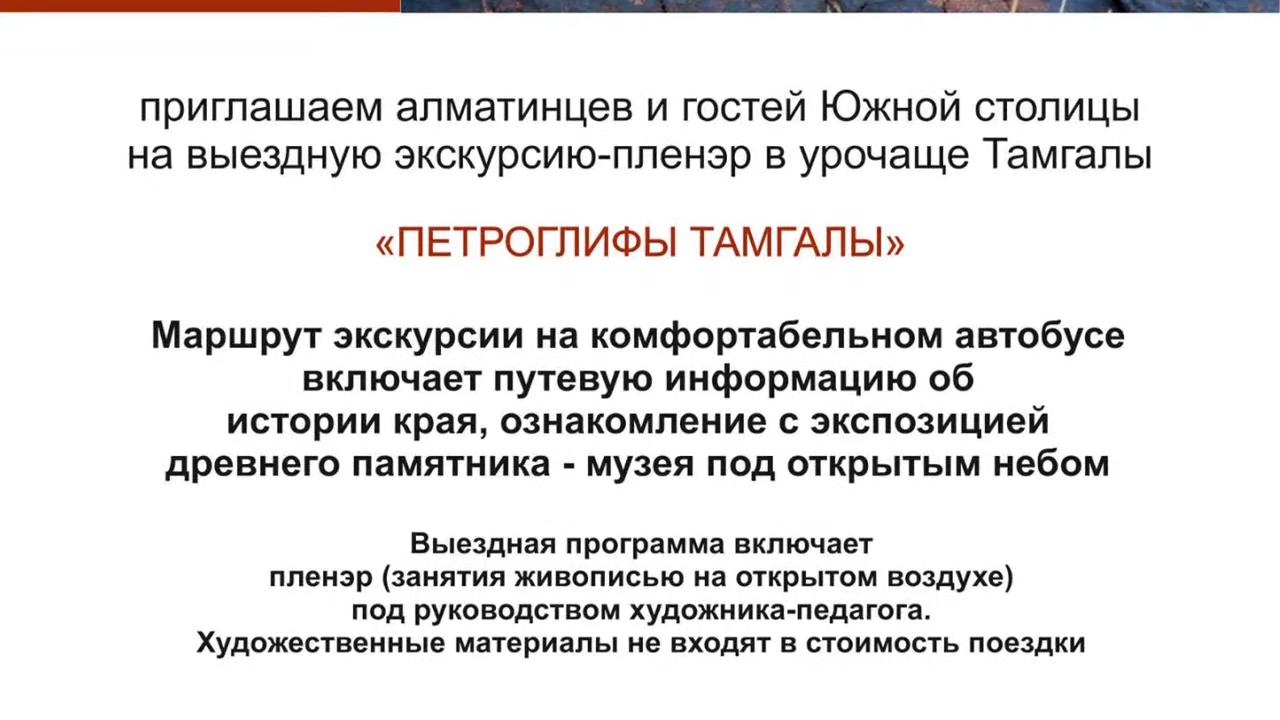 приглашаем алматинцев и гостей Южной столицы
на выездную экскурсию-пленэр в урочаще Тамгалы
«ПЕТРОГЛИФЫ ТАМГАЛЫ»
Маршрут экскурсии на комфортабельном автобусе
включает путевую информацию об
истории края, ознакомление с экспозицией
древнего памятника - музея под открытым небом
Выездная программа включает
пленэр (занятия живописью на открытом воздухе)
под руководством художника-педагога.
Художественные материалы не входят в стоимость поездки